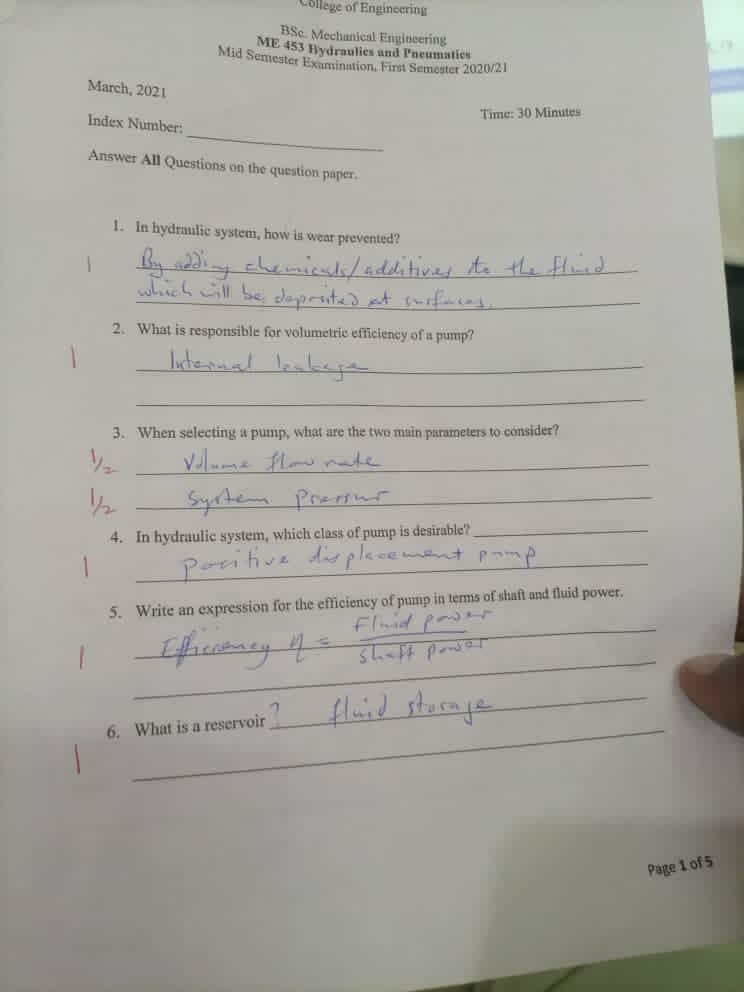 College of Engineering
BSc. Mechanical Engineering
ME 453 Hydraulics and Pneumatics
Mid Semester Examination, First Semester 2020/21
March, 2021
Time: 30 Minutes
Index Number:
Answer All Questions on the question paper.
1. In hydraulic system, how is wear prevented?
1 By adding chemicals/additives to the fluid
which will be deposited at surfaces.
2. What is responsible for volumetric efficiency of a pump?
1 Internal leakage
3. When selecting a pump, what are the two main parameters to consider?
1/2 Volume flow rate
1/2 System Pressur
4. In hydraulic system, which class of pump is desirable?
1 Positive displacement pump
5. Write an expression for the efficiency of pump in terms of shaft and fluid power.
1 Efficiency η = Fluid power / shaft power
6. What is a reservoir? fluid storage
1
Page 1 of 5